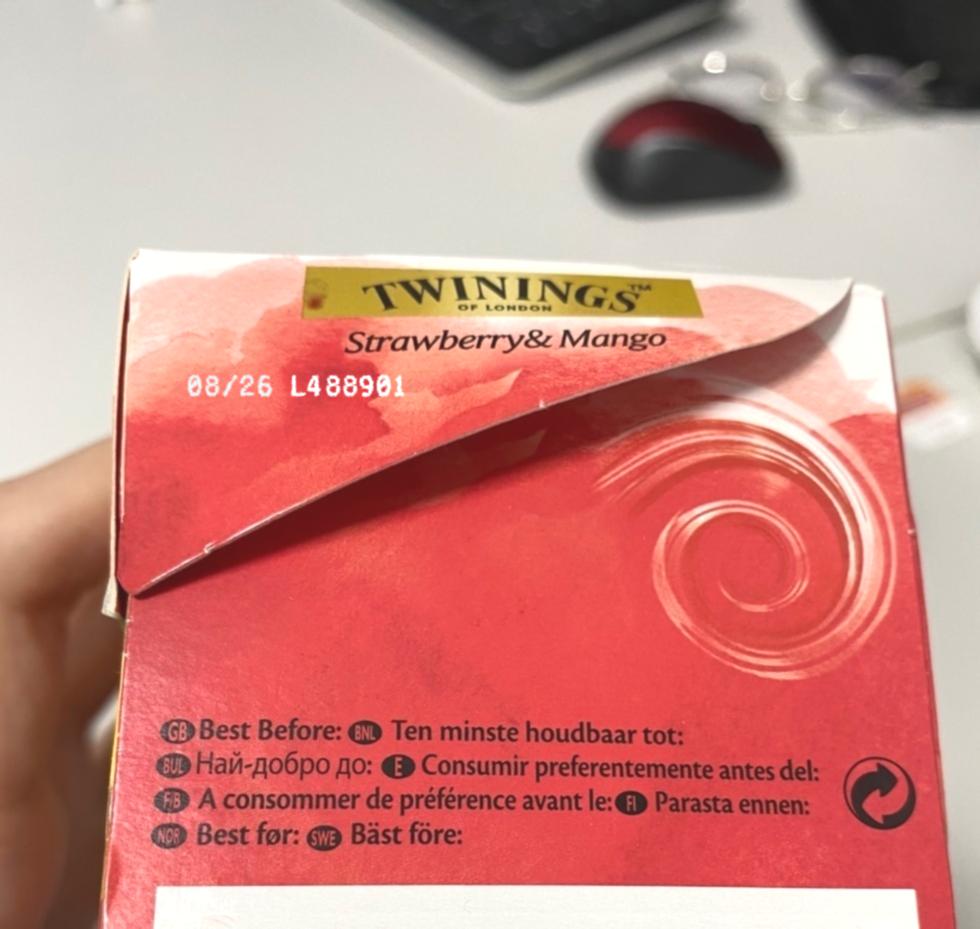 TWININGS™
OF LONDON
Strawberry& Mango
08/26 L488901
GB Best Before: BNL Ten minste houdbaar tot:
BUL Най-добро до: E Consumir preferentemente antes del:
F/B A consommer de préférence avant le: FI Parasta ennen:
NOR Best før: SWE Bäst före: